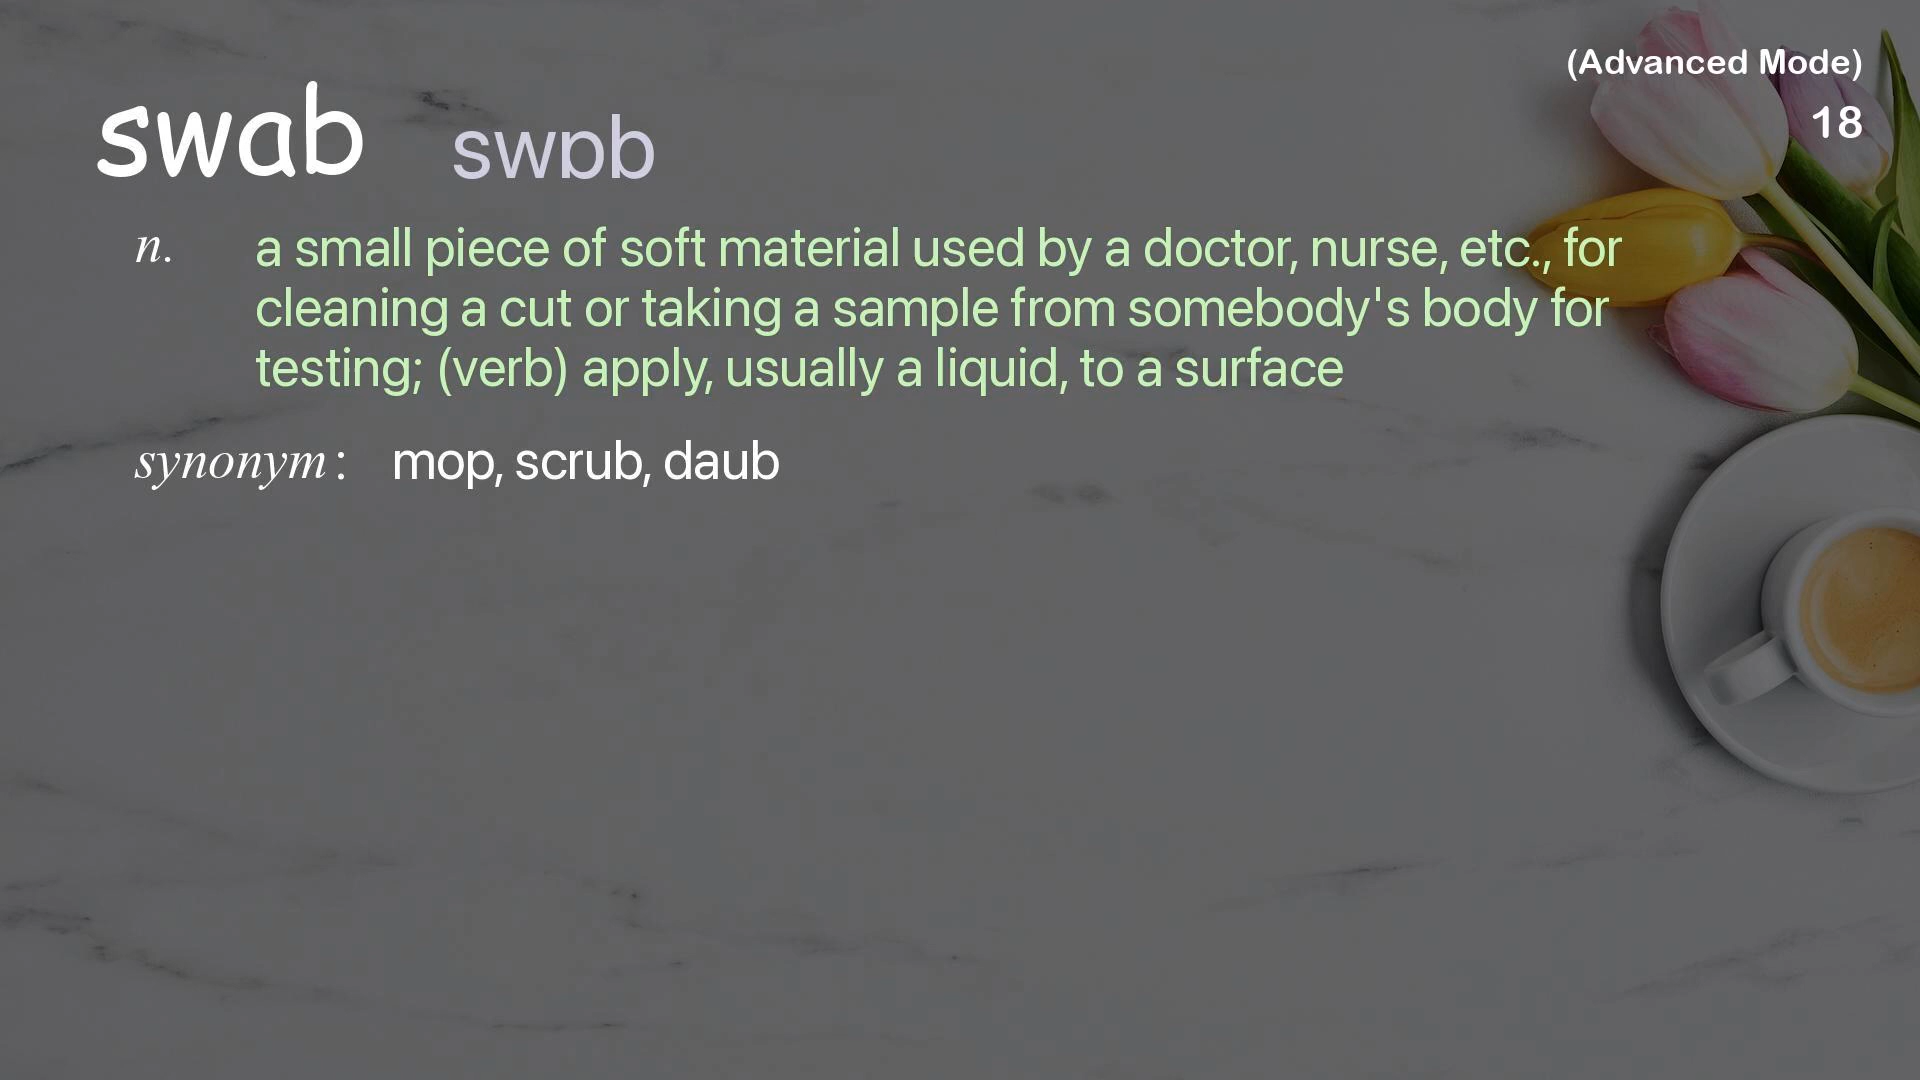 (Advanced Mode)
18
swab swɒb
n. a small piece of soft material used by a doctor, nurse, etc., for
cleaning a cut or taking a sample from somebody's body for
testing; (verb) apply, usually a liquid, to a surface
synonym: mop, scrub, daub